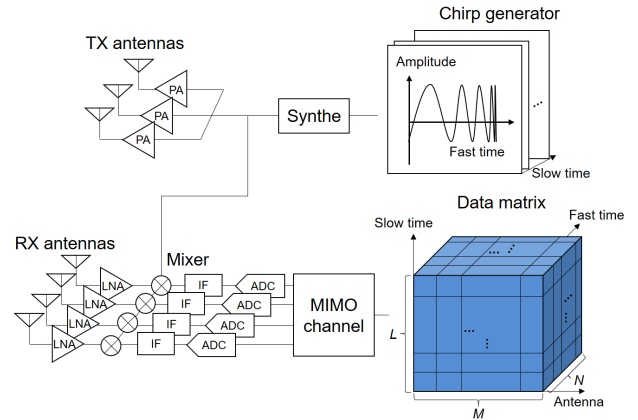 Chirp generator
TX antennas
Amplitude
PA
PA
PA
Synthe
Fast time
...
Slow time
Data matrix
Slow time
Fast time
RX antennas
Mixer
LNA
IF
ADC
LNA
IF
ADC
LNA
IF
ADC
LNA
IF
ADC
MIMO
channel
L
N
M
Antenna